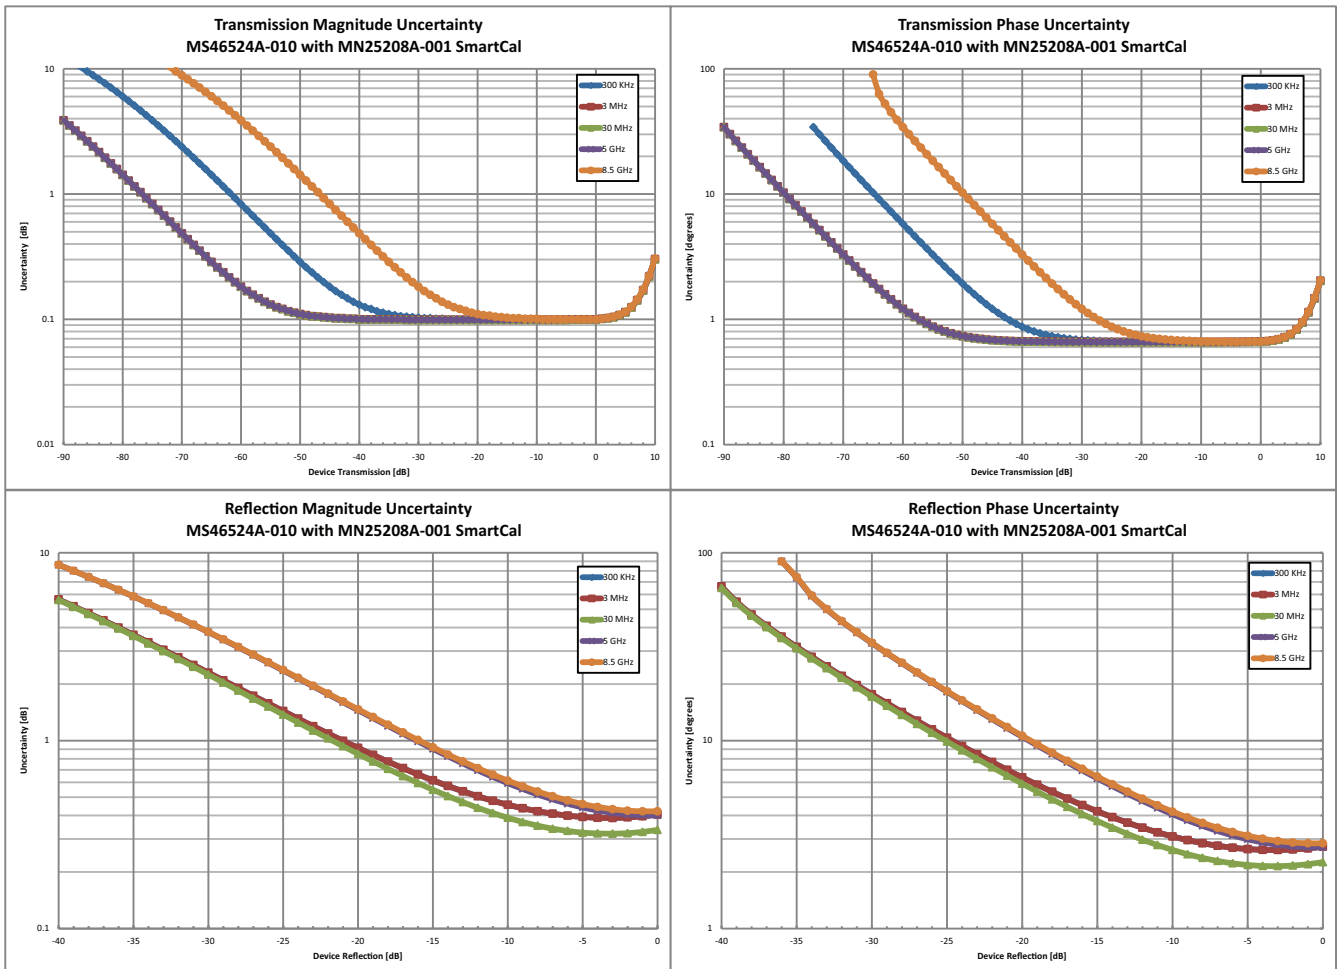 Transmission Magnitude Uncertainty
MS46524A-010 with MN25208A-001 SmartCal
10
1
0.1
0.01
Uncertainty [dB]
-90 -80 -70 -60 -50 -40 -30 -20 -10 0 10
Device Transmission [dB]
300 KHz
3 MHz
30 MHz
5 GHz
8.5 GHz
Transmission Phase Uncertainty
MS46524A-010 with MN25208A-001 SmartCal
100
10
1
0.1
Uncertainty [degrees]
-90 -80 -70 -60 -50 -40 -30 -20 -10 0 10
Device Transmission [dB]
300 KHz
3 MHz
30 MHz
5 GHz
8.5 GHz
Reflection Magnitude Uncertainty
MS46524A-010 with MN25208A-001 SmartCal
10
1
0.1
Uncertainty [dB]
-40 -35 -30 -25 -20 -15 -10 -5 0
Device Reflection [dB]
300 KHz
3 MHz
30 MHz
5 GHz
8.5 GHz
Reflection Phase Uncertainty
MS46524A-010 with MN25208A-001 SmartCal
100
10
1
Uncertainty [degrees]
-40 -35 -30 -25 -20 -15 -10 -5 0
Device Reflection [dB]
300 KHz
3 MHz
30 MHz
5 GHz
8.5 GHz